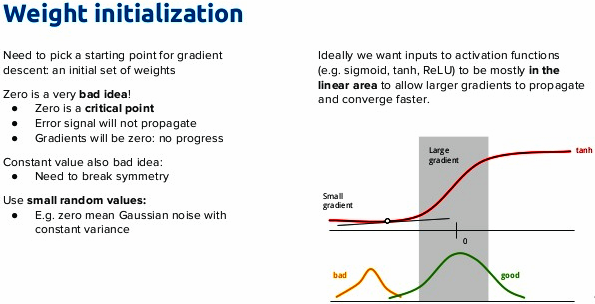 Weight initialization
Need to pick a starting point for gradient
descent: an initial set of weights
Zero is a very bad idea!
● Zero is a critical point
● Error signal will not propagate
● Gradients will be zero: no progress
Constant value also bad idea:
● Need to break symmetry
Use small random values:
● E.g. zero mean Gaussian noise with
constant variance
Ideally we want inputs to activation functions
(e.g. sigmoid, tanh, ReLU) to be mostly in the
linear area to allow larger gradients to propagate
and converge faster.
Large
gradient
tanh
Small
gradient
0
bad
good